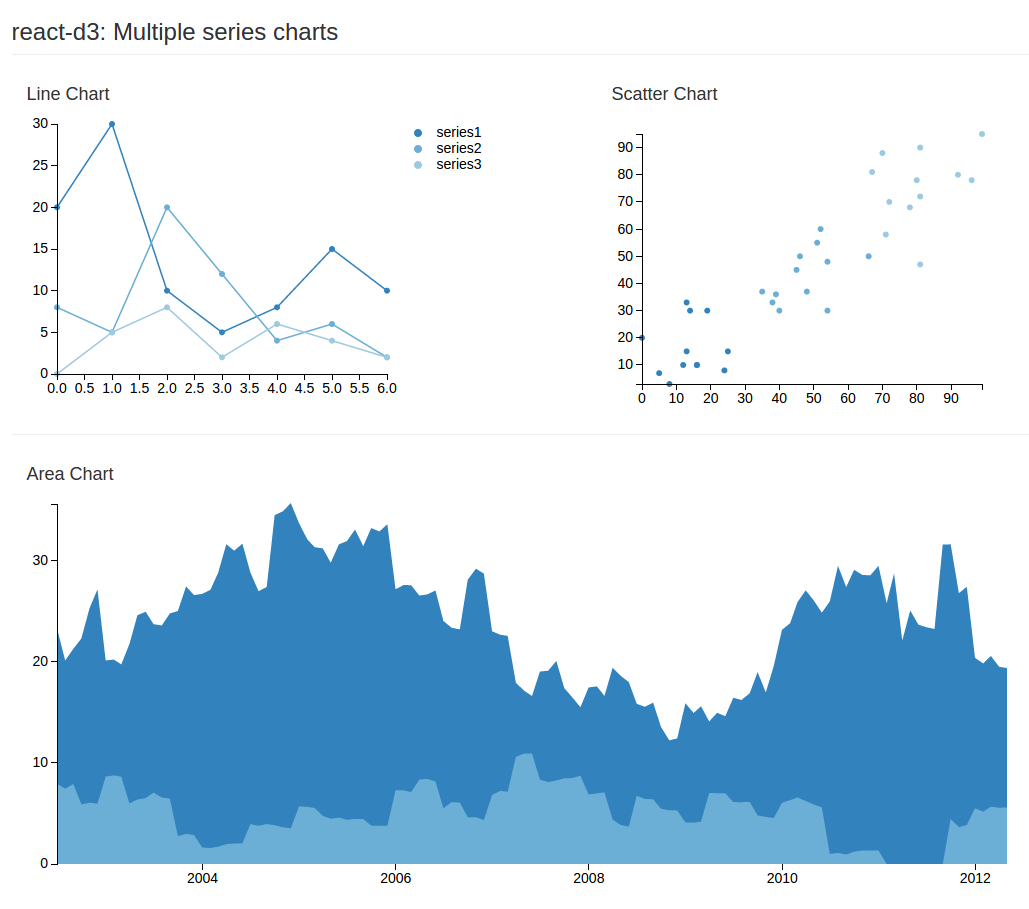 react-d3: Multiple series charts
Line Chart
30
25
20
15
10
5
0
0.0 0.5 1.0 1.5 2.0 2.5 3.0 3.5 4.0 4.5 5.0 5.5 6.0
series1
series2
series3
Scatter Chart
90
80
70
60
50
40
30
20
10
0 10 20 30 40 50 60 70 80 90
Area Chart
30
20
10
0
2004 2006 2008 2010 2012